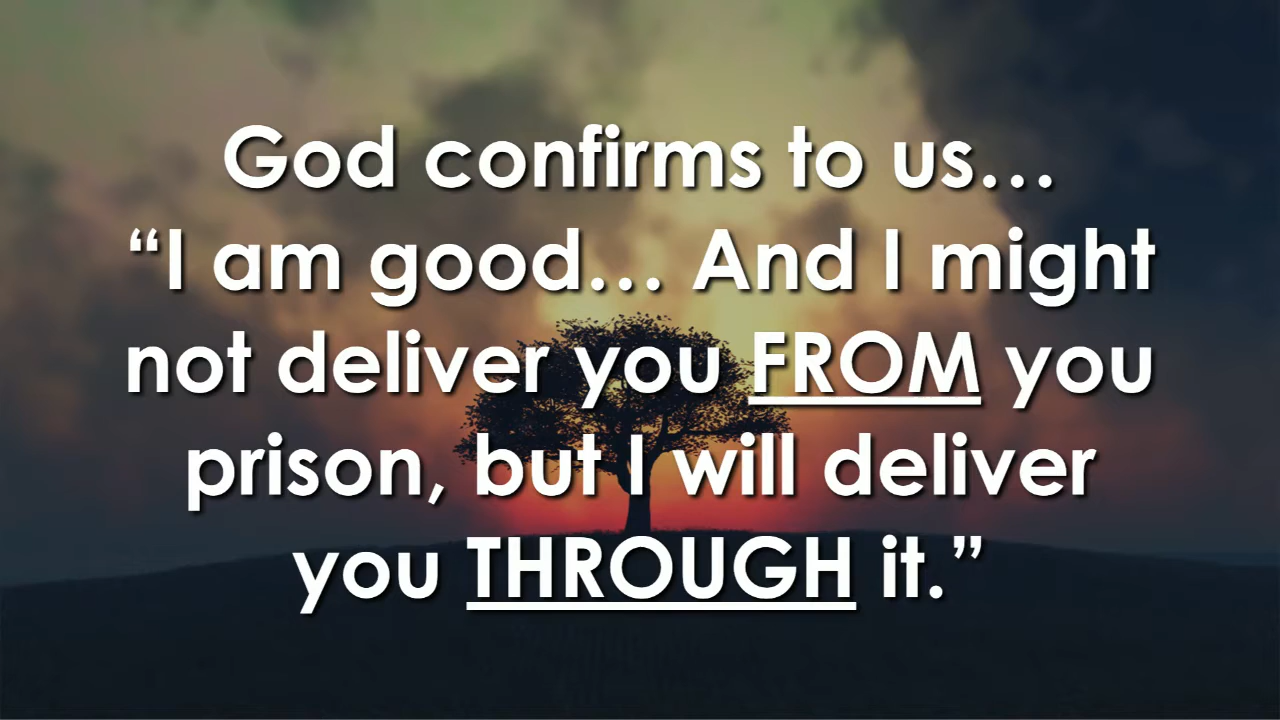 God confirms to us…
“I am good… And I might
not deliver you FROM you
prison, but I will deliver
you THROUGH it.”